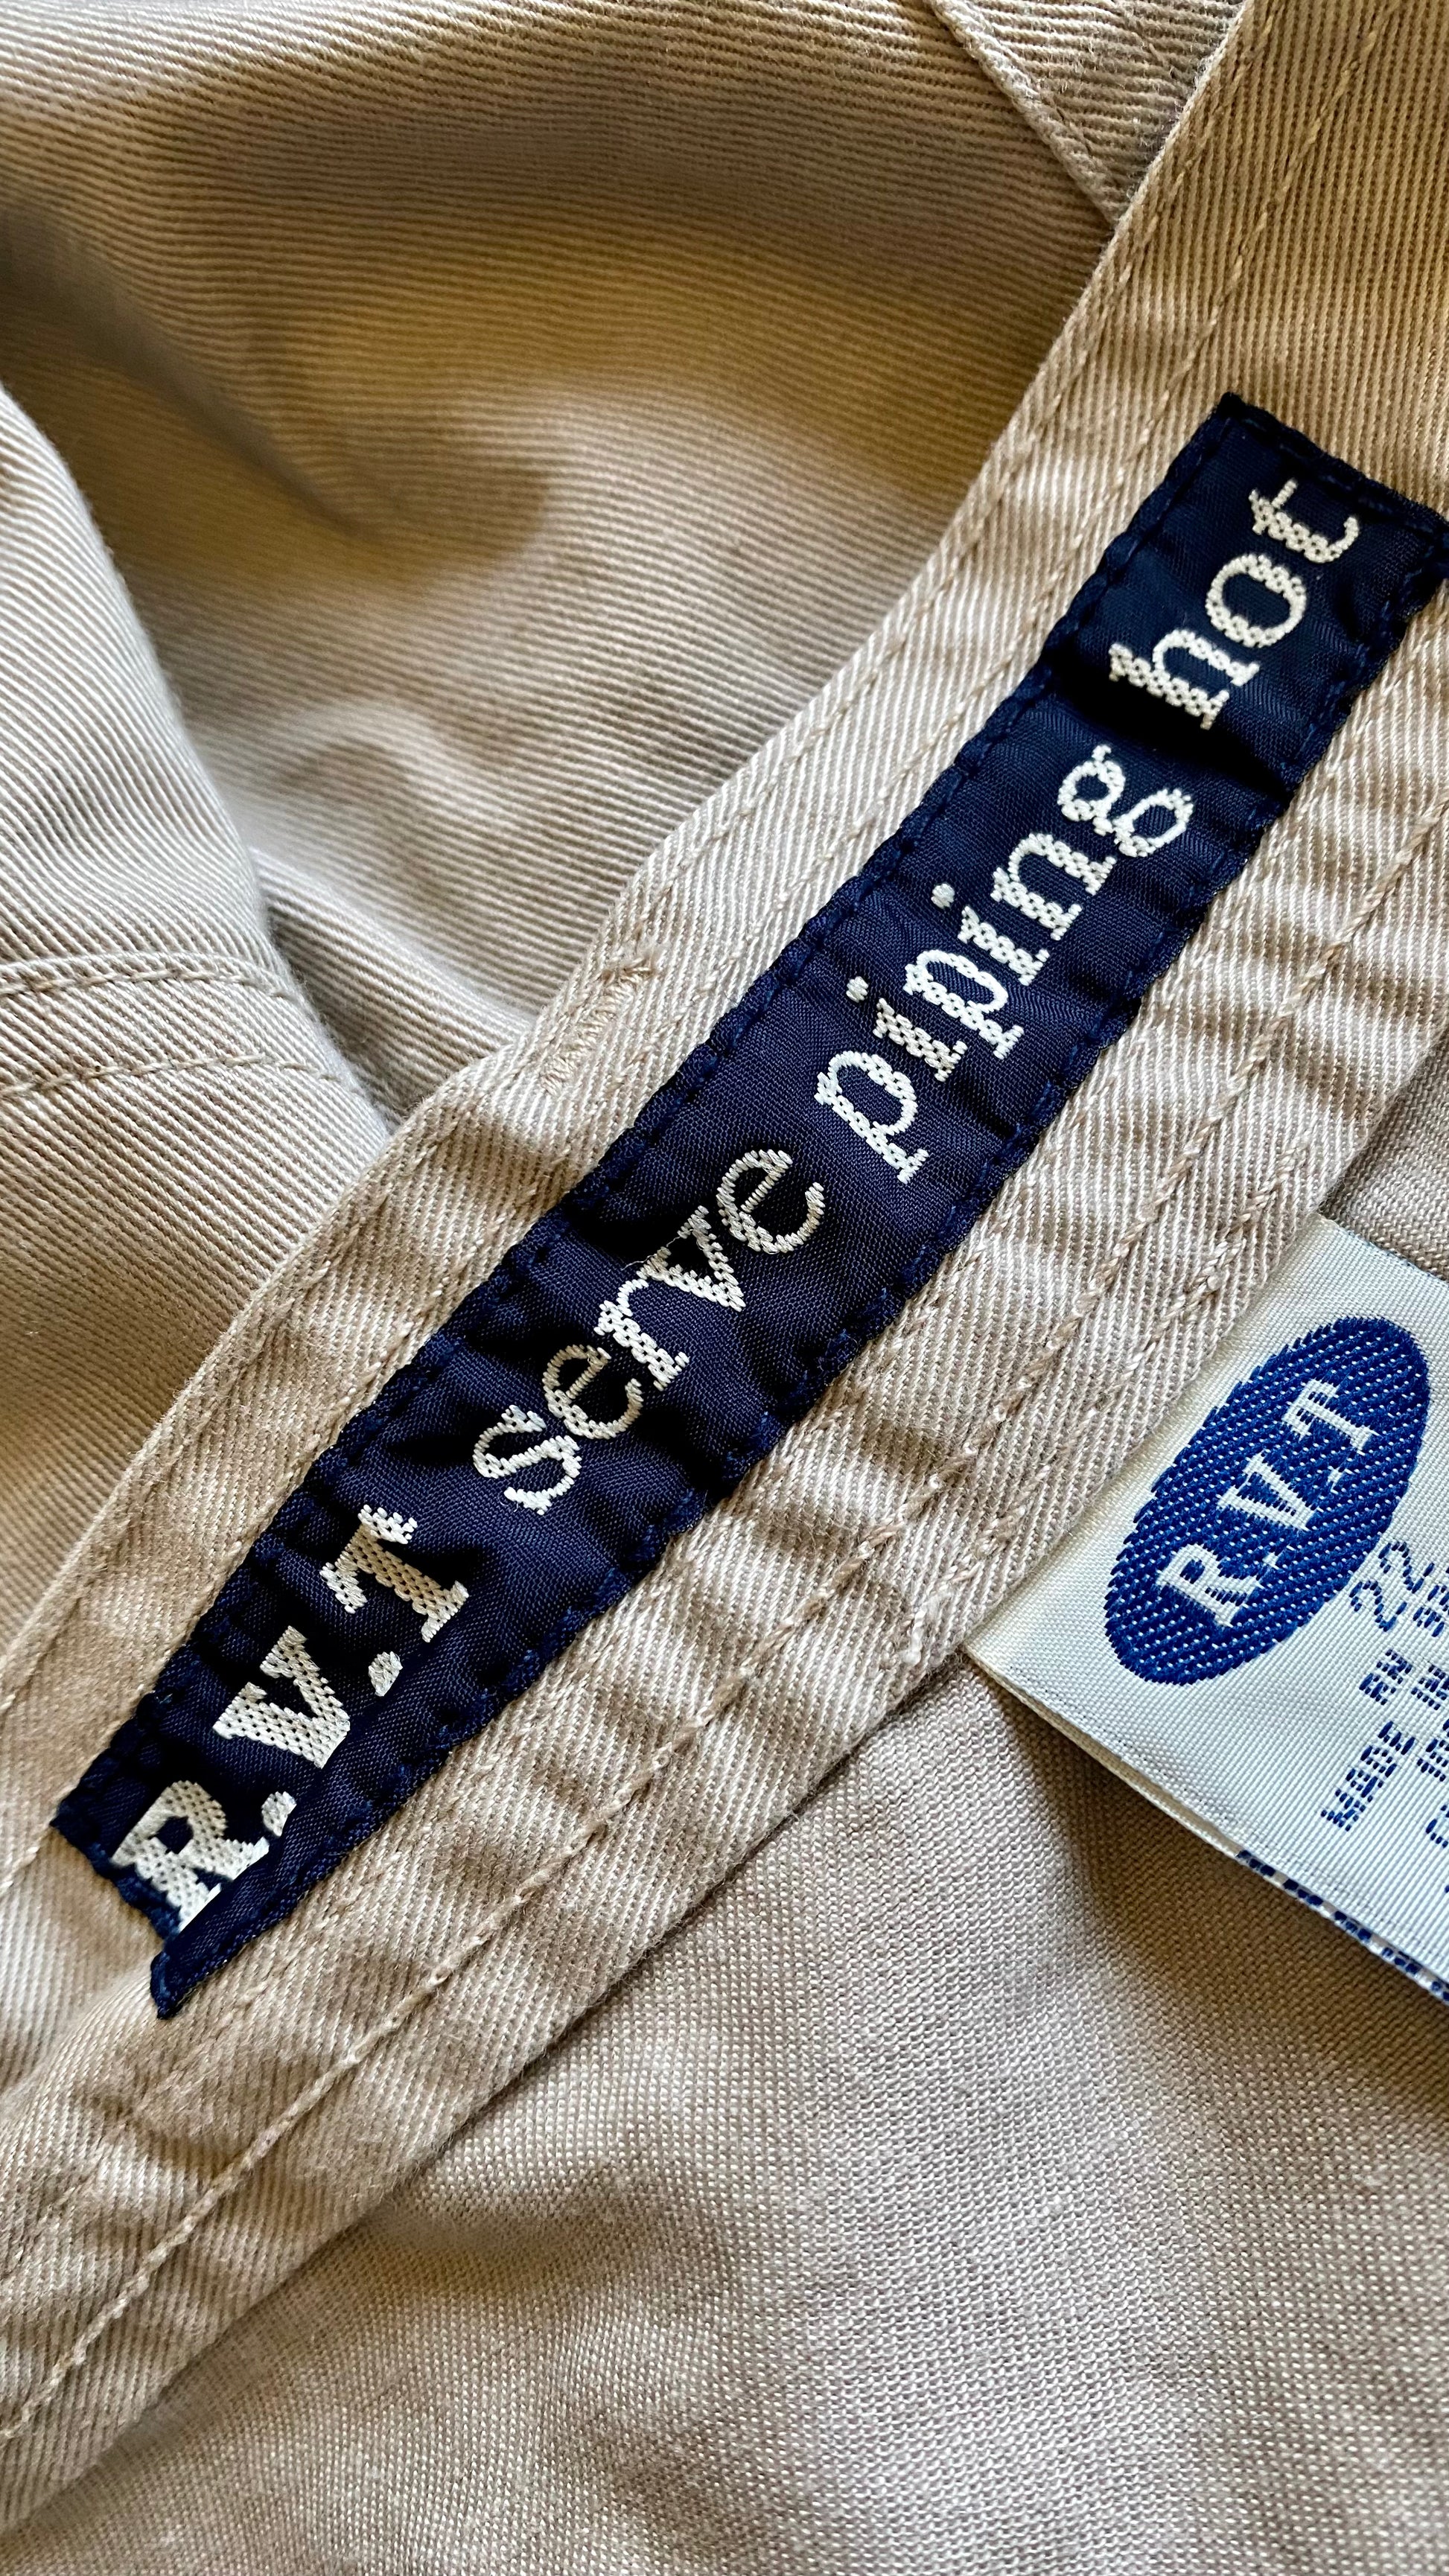 R.V.T serve piping hot
R.V.T
22
MADE IN